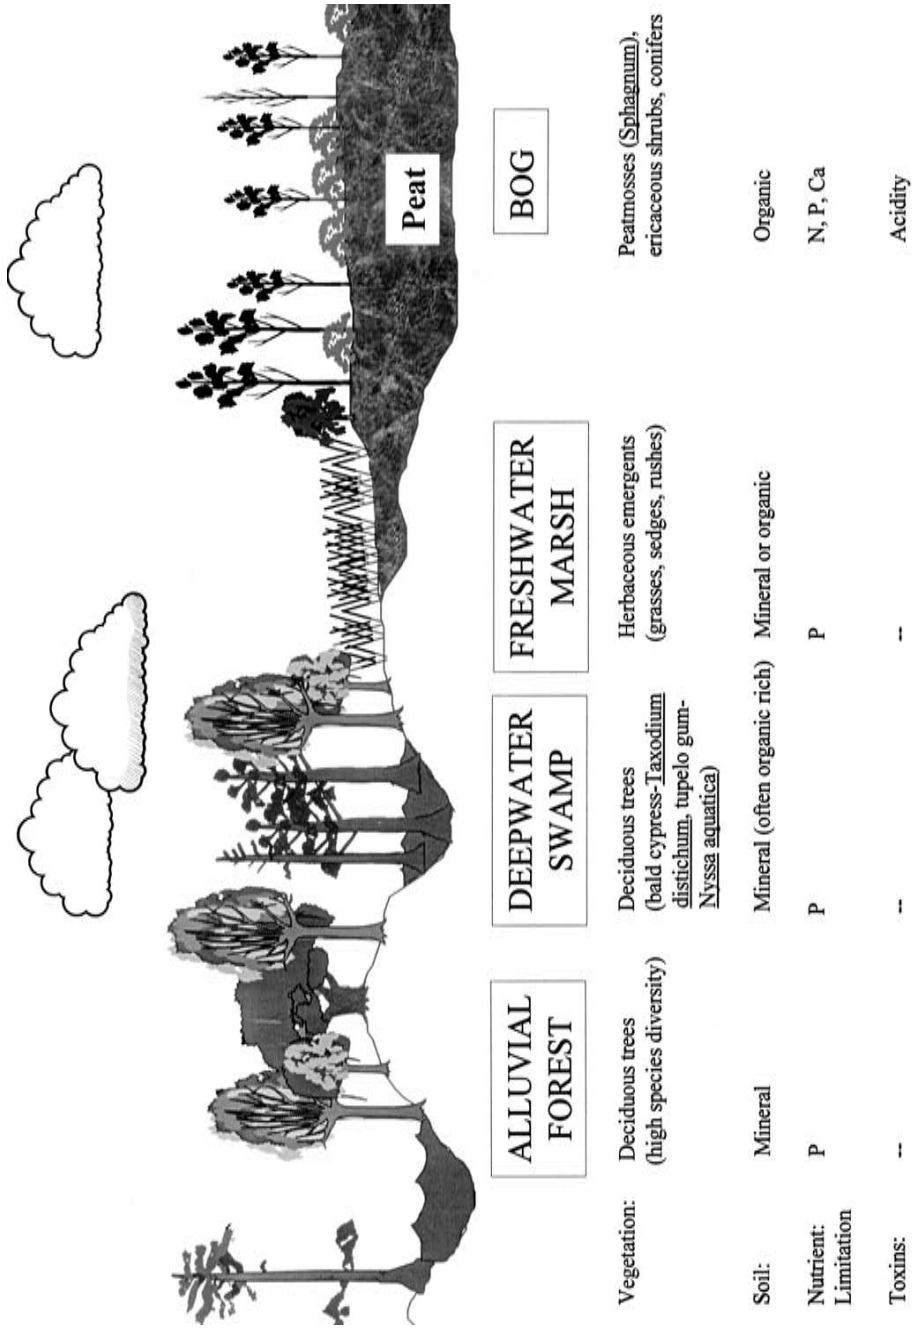 Peat
ALLUVIAL
FOREST
DEEPWATER
SWAMP
FRESHWATER
MARSH
BOG
Vegetation:
Deciduous trees
(high species diversity)
Deciduous trees
(bald cypress-Taxodium
distichum, tupelo gum-
Nyssa aquatica)
Herbaceous emergents
(grasses, sedges, rushes)
Peatmosses (Sphagnum),
ericaceous shrubs, conifers
Soil:
Mineral
Mineral (often organic rich)
Mineral or organic
Organic
Nutrient:
Limitation
P
P
P
N, P, Ca
Toxins:
--
--
--
Acidity